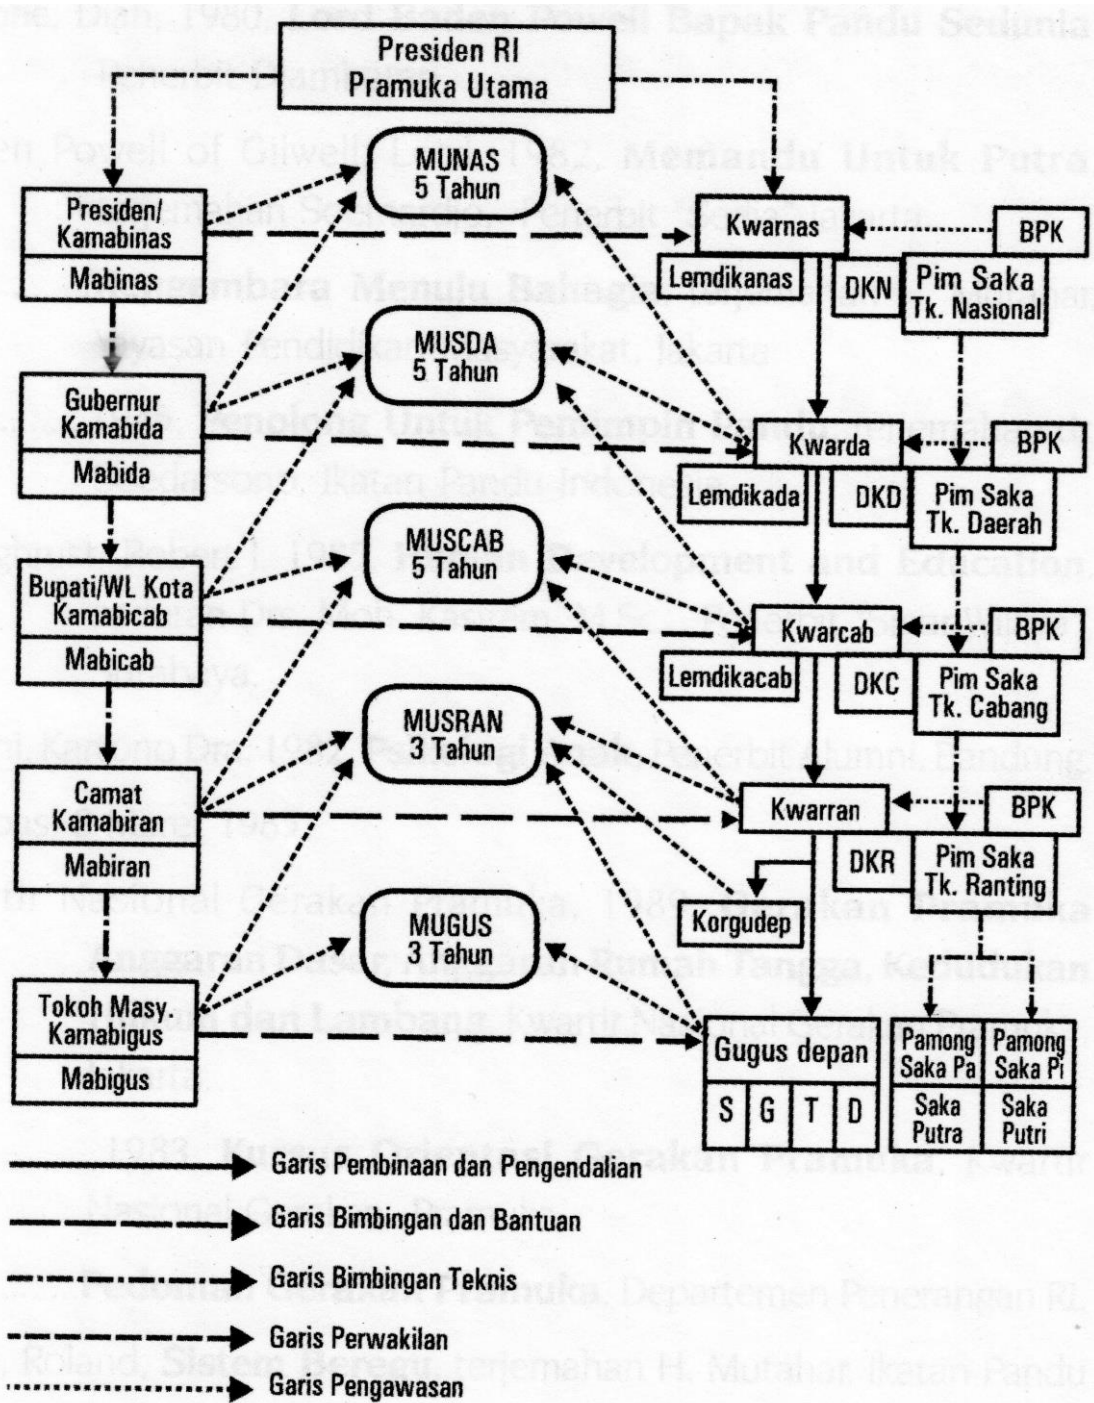 Presiden RI
Pramuka Utama
MUNAS
5 Tahun
Presiden/
Kamabinas
Mabinas
Kwarnas
BPK
Lemdikanas
DKN
Pim Saka
Tk. Nasional
MUSDA
5 Tahun
Gubernur
Kamabida
Mabida
Kwarda
BPK
Lemdikada
DKD
Pim Saka
Tk. Daerah
MUSCAB
5 Tahun
Bupati/WL Kota
Kamabicab
Mabicab
Kwarcab
BPK
Lemdikacab
DKC
Pim Saka
Tk. Cabang
MUSRAN
3 Tahun
Camat
Kamabiran
Mabiran
Kwarran
BPK
DKR
Pim Saka
Tk. Ranting
Korgudep
MUGUS
3 Tahun
Tokoh Masy.
Kamabigus
Mabigus
Gugus depan
S G T D
Pamong
Saka Pa
Pamong
Saka Pi
Saka
Putra
Saka
Putri
Garis Pembinaan dan Pengendalian
Garis Bimbingan dan Bantuan
Garis Bimbingan Teknis
Garis Perwakilan
Garis Pengawasan